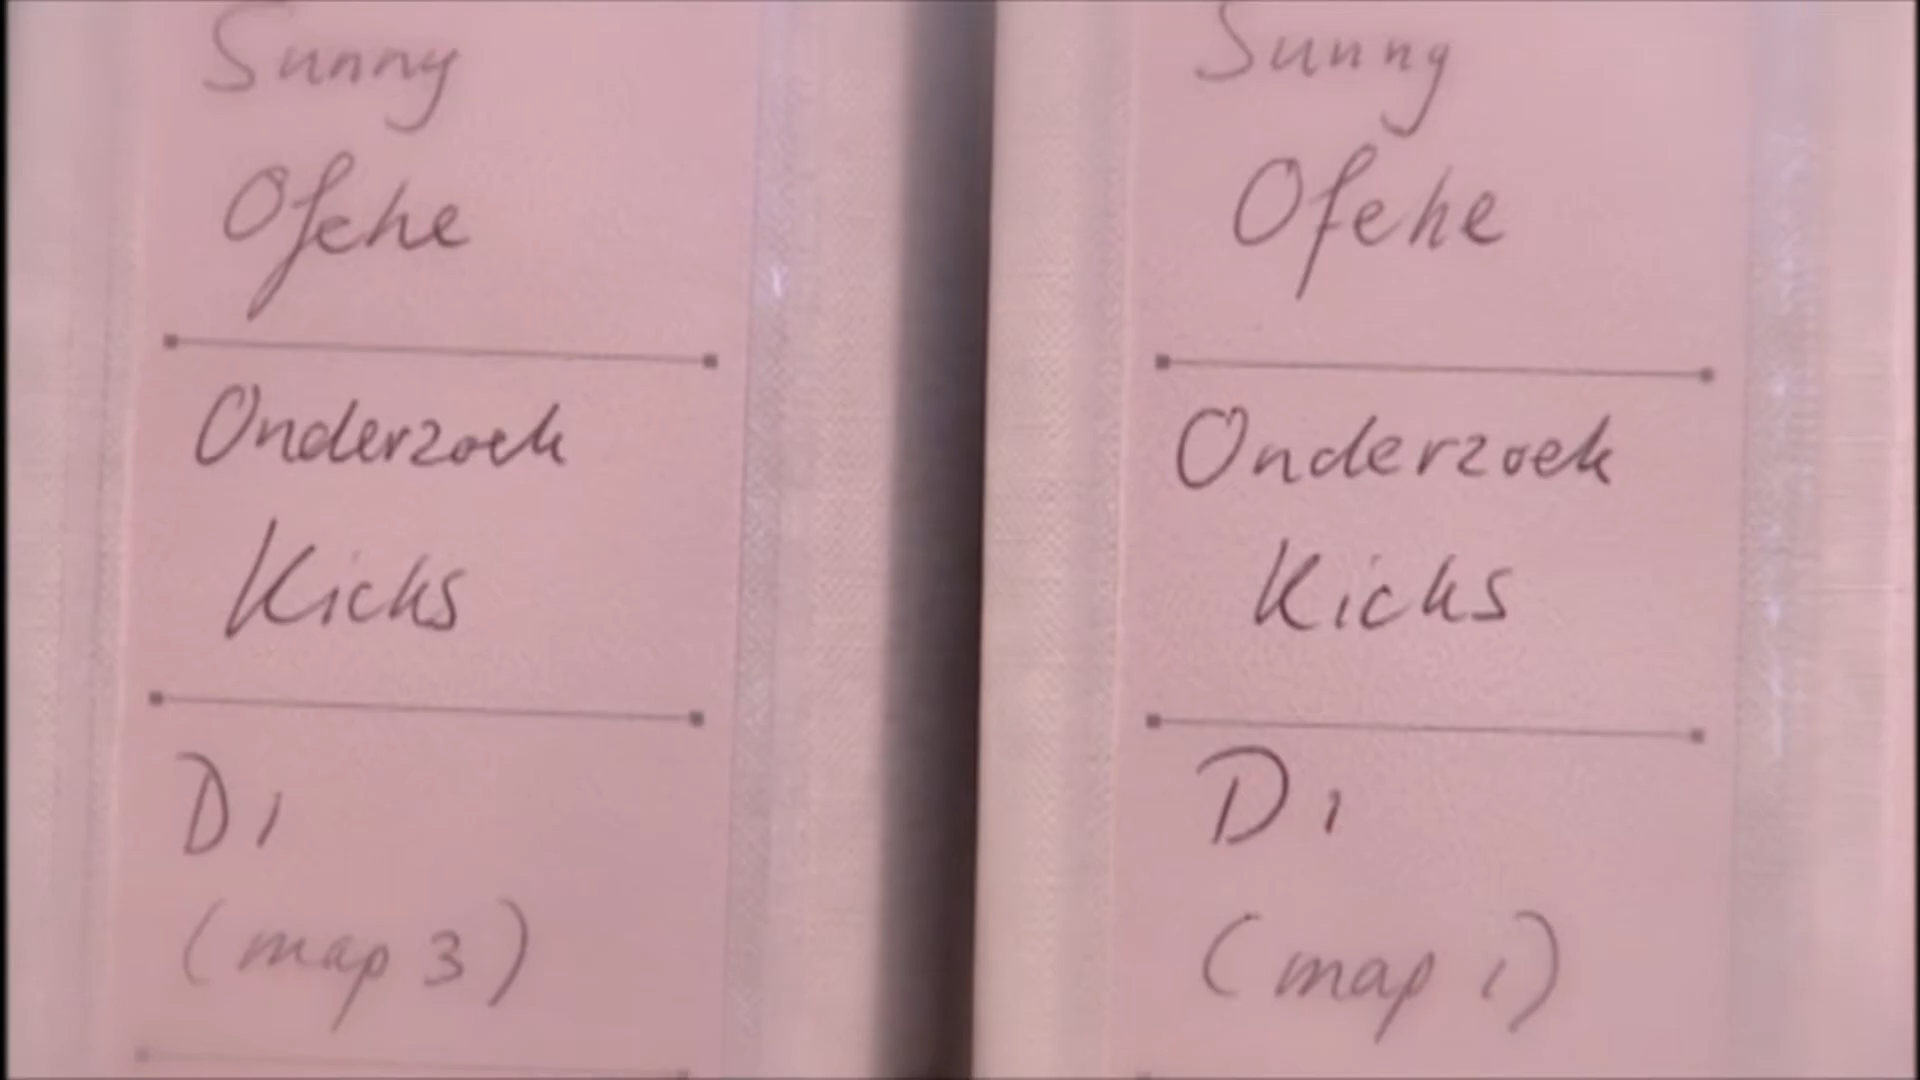 Sunny
Ofehe
Onderzoek
Kicks
D1
(map 3)
Sunny
Ofehe
Onderzoek
Kicks
D1
(map 1)